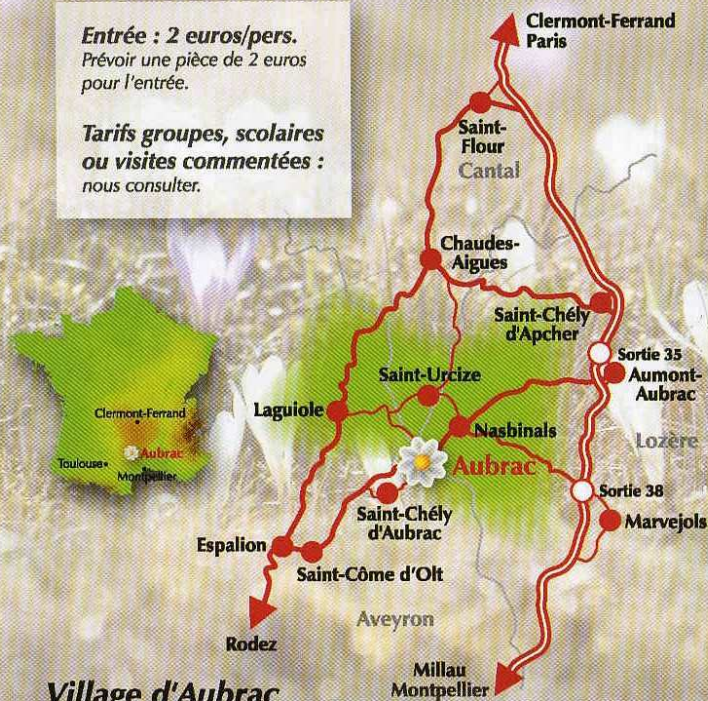 Entrée : 2 euros/pers.
Prévoir une pièce de 2 euros
pour l'entrée.
Tarifs groupes, scolaires
ou visites commentées :
nous consulter.
Clermont-Ferrand
Paris
Saint-
Flour
Cantal
Chaudes-
Aigues
Saint-Chély
d'Apcher
Sortie 35
Aumont-
Aubrac
Saint-Urcize
Laguiole
Nasbinals
Lozère
Aubrac
Sortie 38
Saint-Chély
d'Aubrac
Marvejols
Espalion
Saint-Côme d'Olt
Aveyron
Rodez
Millau
Montpellier
Clermont-Ferrand
Aubrac
Toulouse
Montpellier
Village d'Aubrac